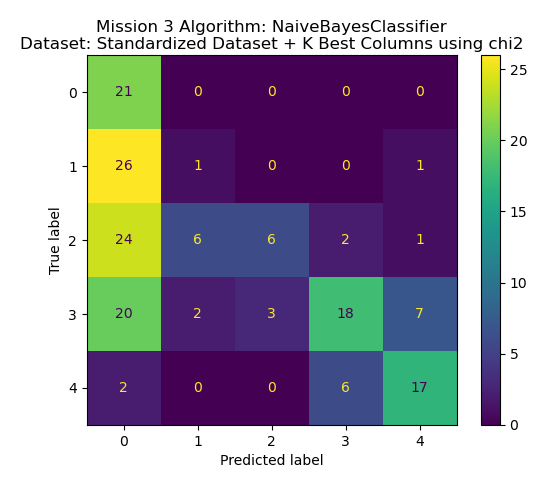 Mission 3 Algorithm: NaiveBayesClassifier
Dataset: Standardized Dataset + K Best Columns using chi2
True label
0 21 0 0 0 0
1 26 1 0 0 1
2 24 6 6 2 1
3 20 2 3 18 7
4 2 0 0 6 17
0 1 2 3 4
Predicted label
25
20
15
10
5
0